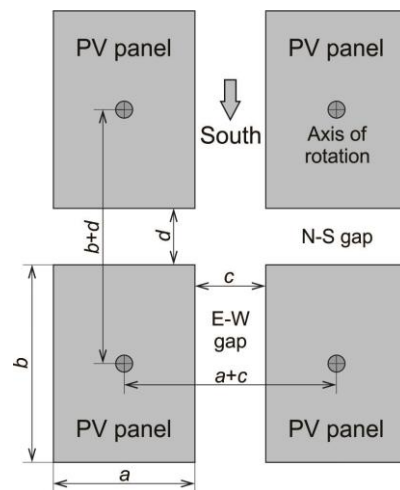 PV panel
PV panel
South
Axis of
rotation
b+d
d
N-S gap
c
b
E-W
gap
a+c
PV panel
PV panel
a